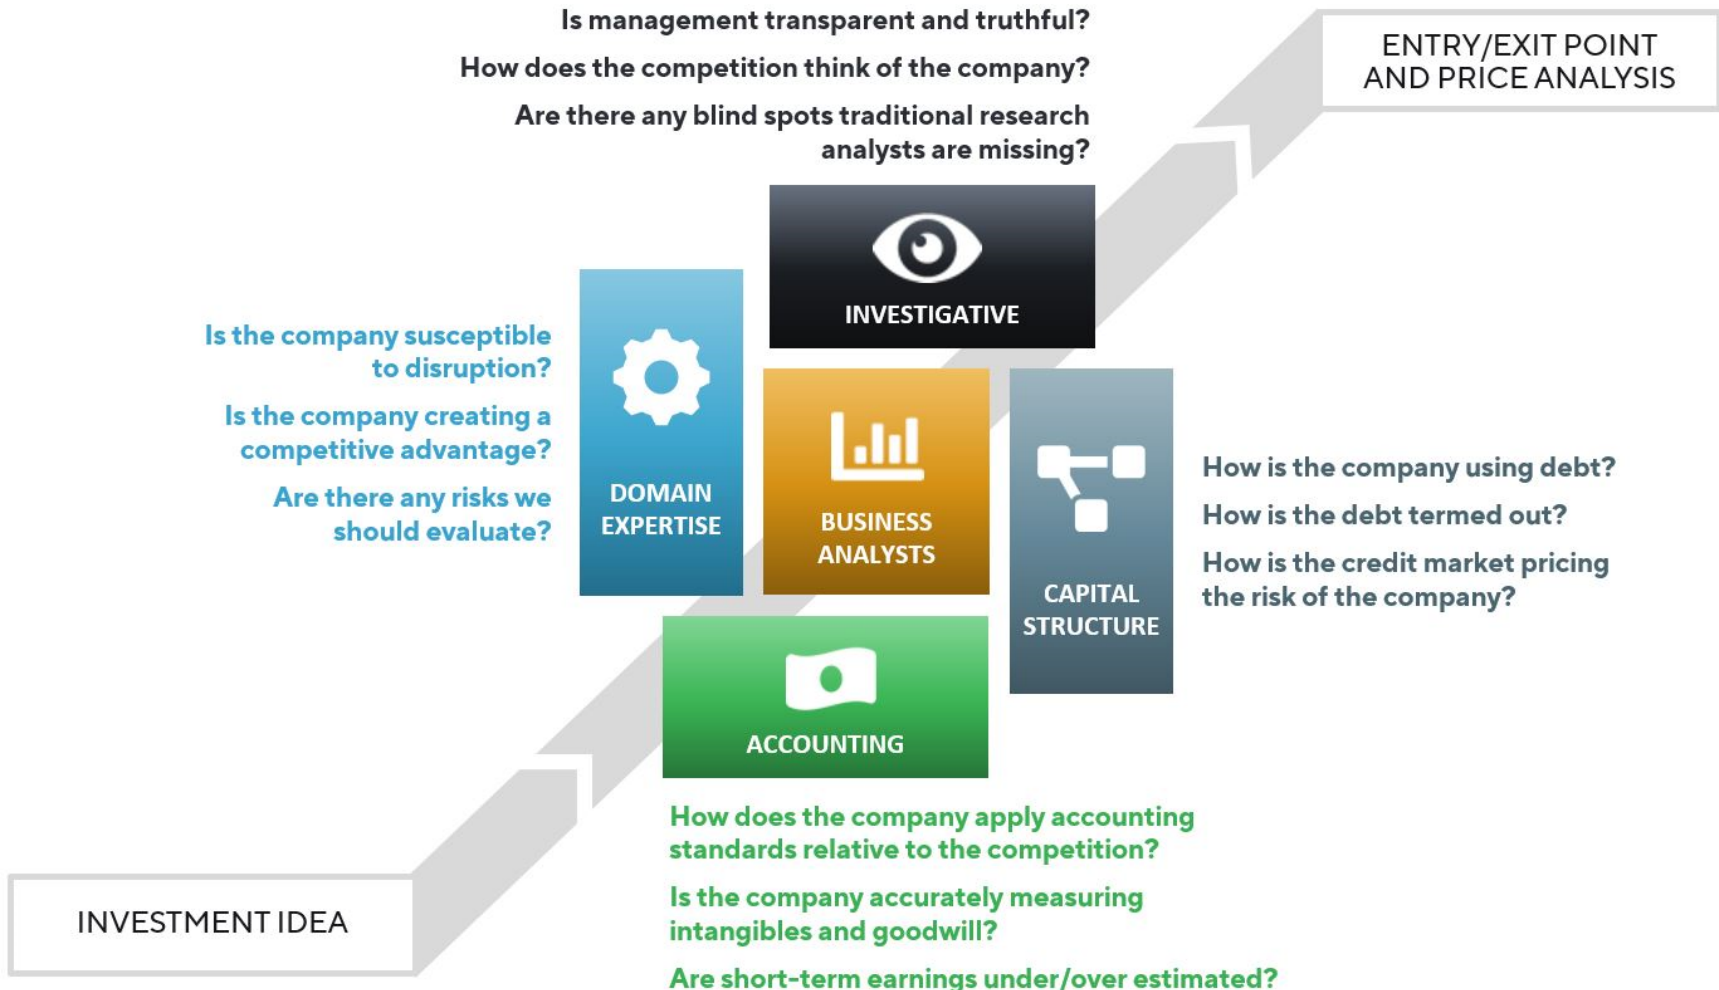 Is management transparent and truthful?
How does the competition think of the company?
Are there any blind spots traditional research
analysts are missing?
ENTRY/EXIT POINT
AND PRICE ANALYSIS
INVESTIGATIVE
Is the company susceptible
to disruption?
Is the company creating a
competitive advantage?
Are there any risks we
should evaluate?
DOMAIN
EXPERTISE
BUSINESS
ANALYSTS
CAPITAL
STRUCTURE
How is the company using debt?
How is the debt termed out?
How is the credit market pricing
the risk of the company?
ACCOUNTING
How does the company apply accounting
standards relative to the competition?
Is the company accurately measuring
intangibles and goodwill?
Are short-term earnings under/over estimated?
INVESTMENT IDEA